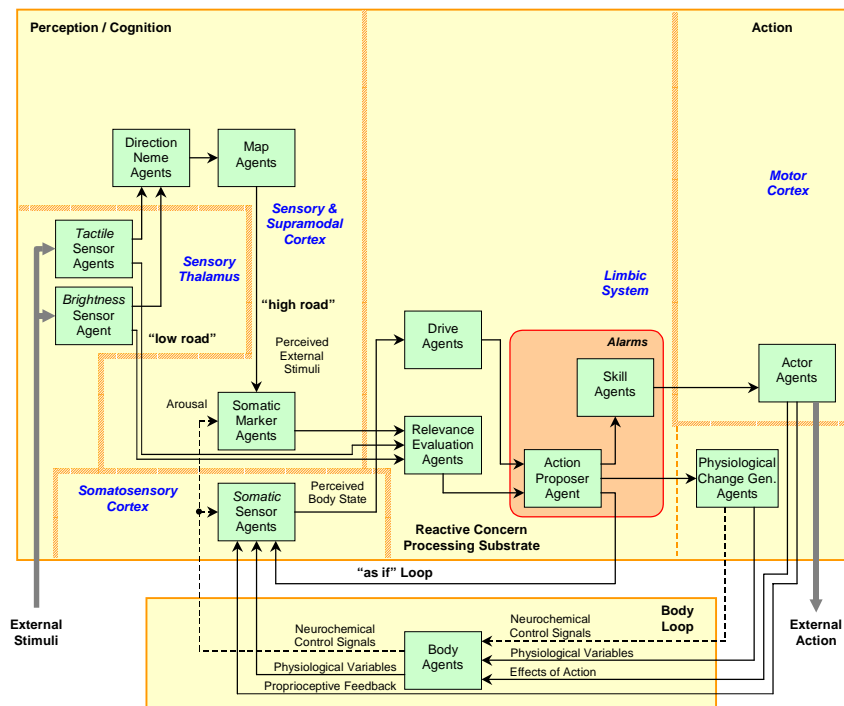 Perception / Cognition
Action
Direction
Neme
Agents
Map
Agents
Motor
Cortex
Sensory &
Supramodal
Cortex
Tactile
Sensor
Agents
Sensory
Thalamus
Limbic
System
Brightness
Sensor
Agent
“high road”
“low road”
Perceived
External
Stimuli
Drive
Agents
Alarms
Skill
Agents
Actor
Agents
Arousal
Somatic
Marker
Agents
Relevance
Evaluation
Agents
Action
Proposer
Agent
Physiological
Change Gen.
Agents
Somatosensory
Cortex
Somatic
Sensor
Agents
Perceived
Body State
Reactive Concern
Processing Substrate
“as if” Loop
External
Stimuli
External
Action
Body
Loop
Neurochemical
Control Signals
Neurochemical
Control Signals
Body
Agents
Physiological Variables
Physiological Variables
Proprioceptive Feedback
Effects of Action